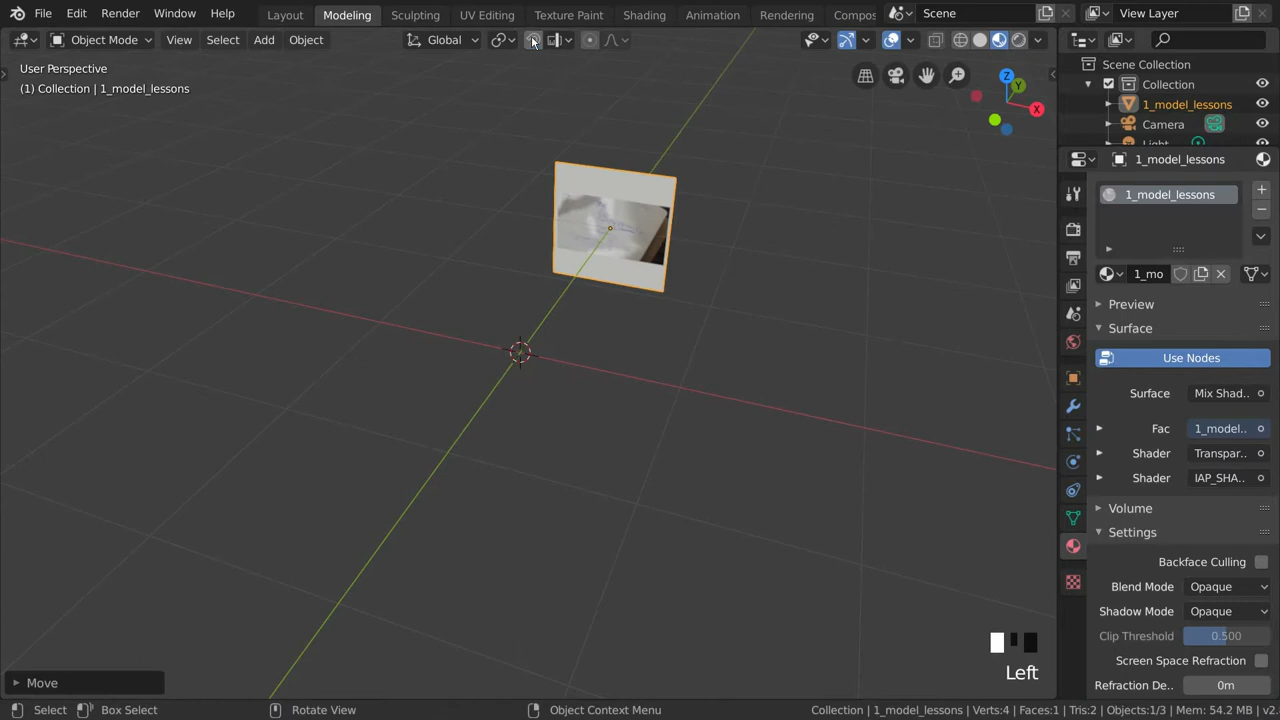 File Edit Render Window Help Layout Modeling Sculpting UV Editing Texture Paint Shading Animation Rendering Compos Scene View Layer
Object Mode View Select Add Object Global
User Perspective
(1) Collection | 1_model_lessons
Z
Y
X
Scene Collection
Collection
1_model_lessons
Camera
Light
1_model_lessons
1_model_lessons
1_mo
Preview
Surface
Use Nodes
Surface Mix Shad..
Fac 1_model..
Shader Transpar..
Shader IAP_SHA..
Volume
Settings
Backface Culling
Blend Mode Opaque
Shadow Mode Opaque
Clip Threshold 0.500
Screen Space Refraction
Refraction De.. 0m
Left
Move
Select Box Select Rotate View Object Context Menu Collection | 1_model_lessons | Verts:4 | Faces:1 | Tris:2 | Objects:1/3 | Mem: 54.2 MB | v2.